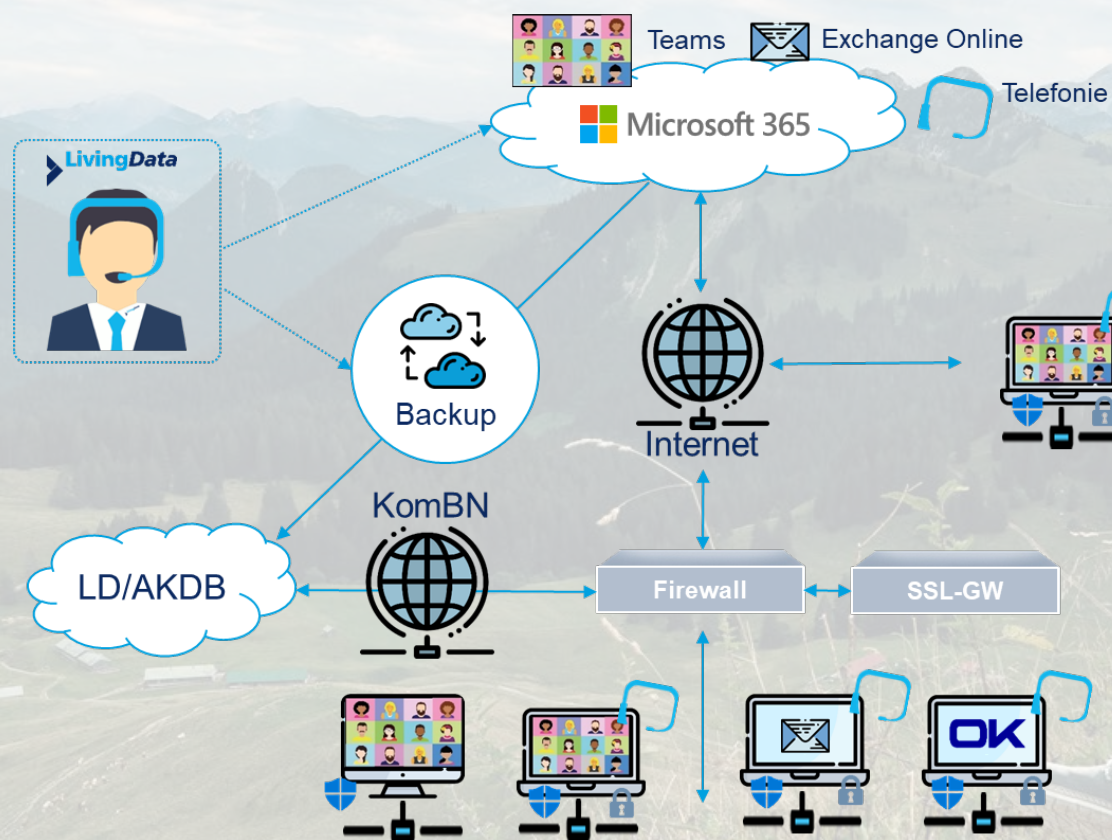 Teams
Exchange Online
Telefonie
Microsoft 365
LivingData
Backup
Internet
KomBN
LD/AKDB
Firewall
SSL-GW
OK